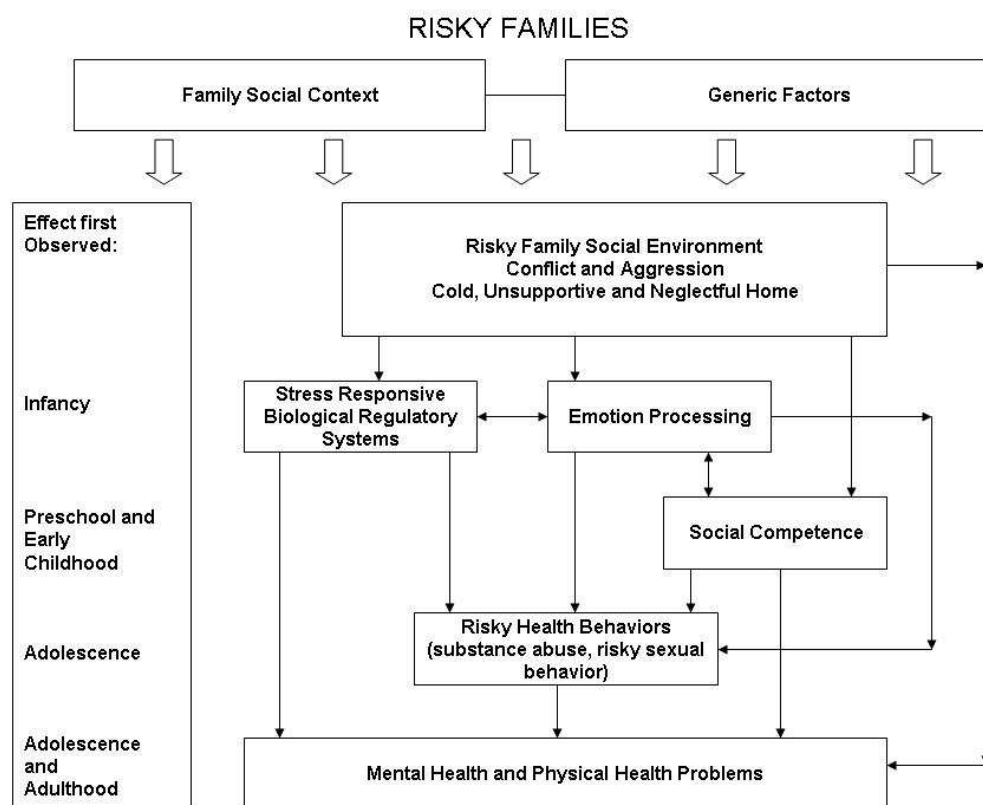 RISKY FAMILIES
Family Social Context
Generic Factors
Effect first
Observed:
Risky Family Social Environment
Conflict and Aggression
Cold, Unsupportive and Neglectful Home
Infancy
Stress Responsive
Biological Regulatory
Systems
Emotion Processing
Preschool and
Early
Childhood
Social Competence
Adolescence
Risky Health Behaviors
(substance abuse, risky sexual
behavior)
Adolescence
and
Adulthood
Mental Health and Physical Health Problems